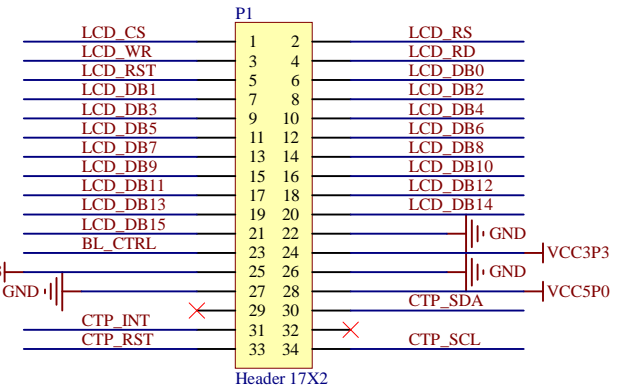 P1
LCD_CS 1 2 LCD_RS
LCD_WR 3 4 LCD_RD
LCD_RST 5 6 LCD_DB0
LCD_DB1 7 8 LCD_DB2
LCD_DB3 9 10 LCD_DB4
LCD_DB5 11 12 LCD_DB6
LCD_DB7 13 14 LCD_DB8
LCD_DB9 15 16 LCD_DB10
LCD_DB11 17 18 LCD_DB12
LCD_DB13 19 20 LCD_DB14
LCD_DB15 21 22 GND
BL_CTRL 23 24 VCC3P3
25 26 GND
GND 27 28 VCC5P0
29 30 CTP_SDA
CTP_INT 31 32
CTP_RST 33 34 CTP_SCL
Header 17X2